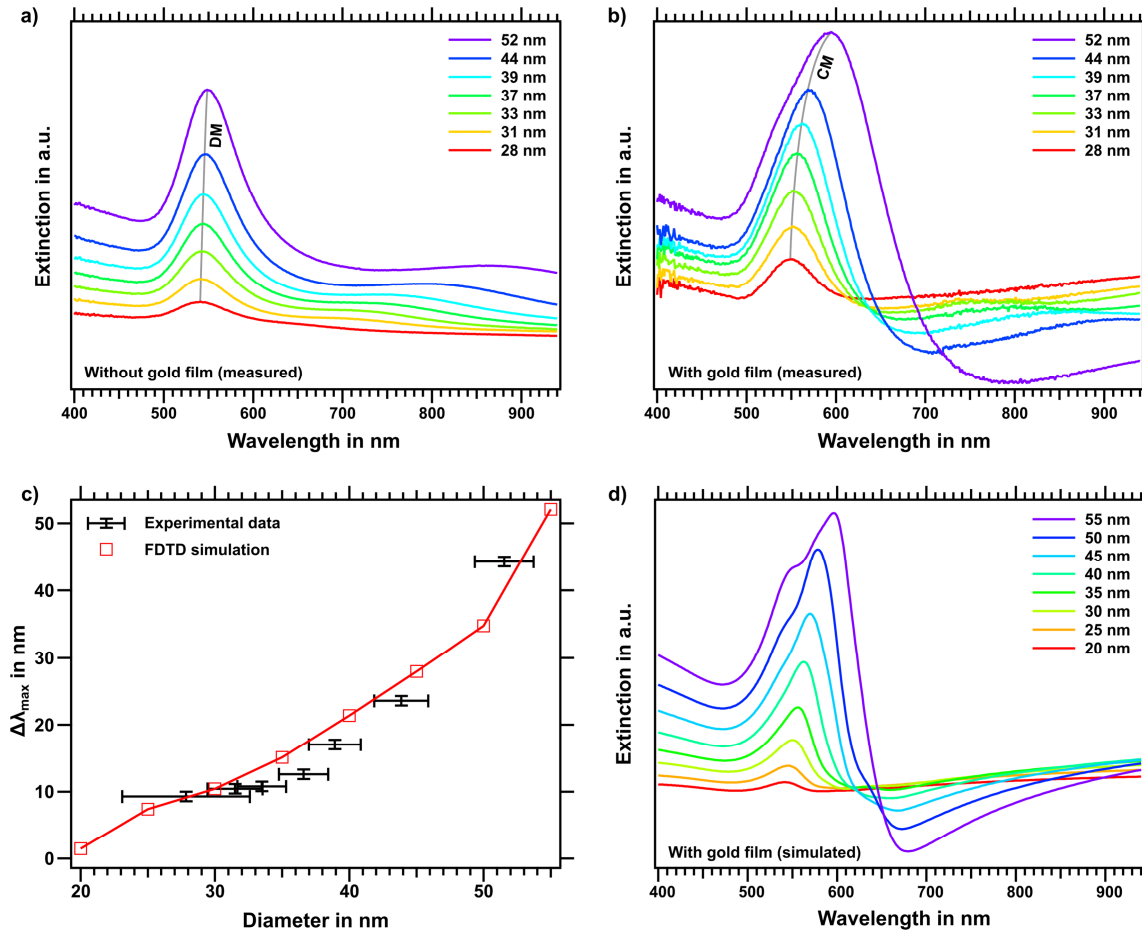 a)
Extinction in a.u.
52 nm
44 nm
39 nm
37 nm
33 nm
31 nm
28 nm
DM
Without gold film (measured)
400 500 600 700 800 900
Wavelength in nm
b)
Extinction in a.u.
52 nm
44 nm
39 nm
37 nm
33 nm
31 nm
28 nm
CM
With gold film (measured)
400 500 600 700 800 900
Wavelength in nm
c)
Δλmax in nm
50
40
30
20
10
0
Experimental data
FDTD simulation
20 30 40 50
Diameter in nm
d)
Extinction in a.u.
55 nm
50 nm
45 nm
40 nm
35 nm
30 nm
25 nm
20 nm
With gold film (simulated)
400 500 600 700 800 900
Wavelength in nm